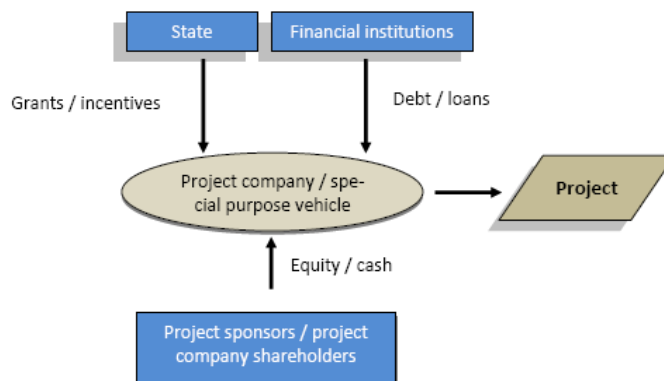 State
Financial institutions
Grants / incentives
Debt / loans
Project company / spe-
cial purpose vehicle
Project
Equity / cash
Project sponsors / project
company shareholders